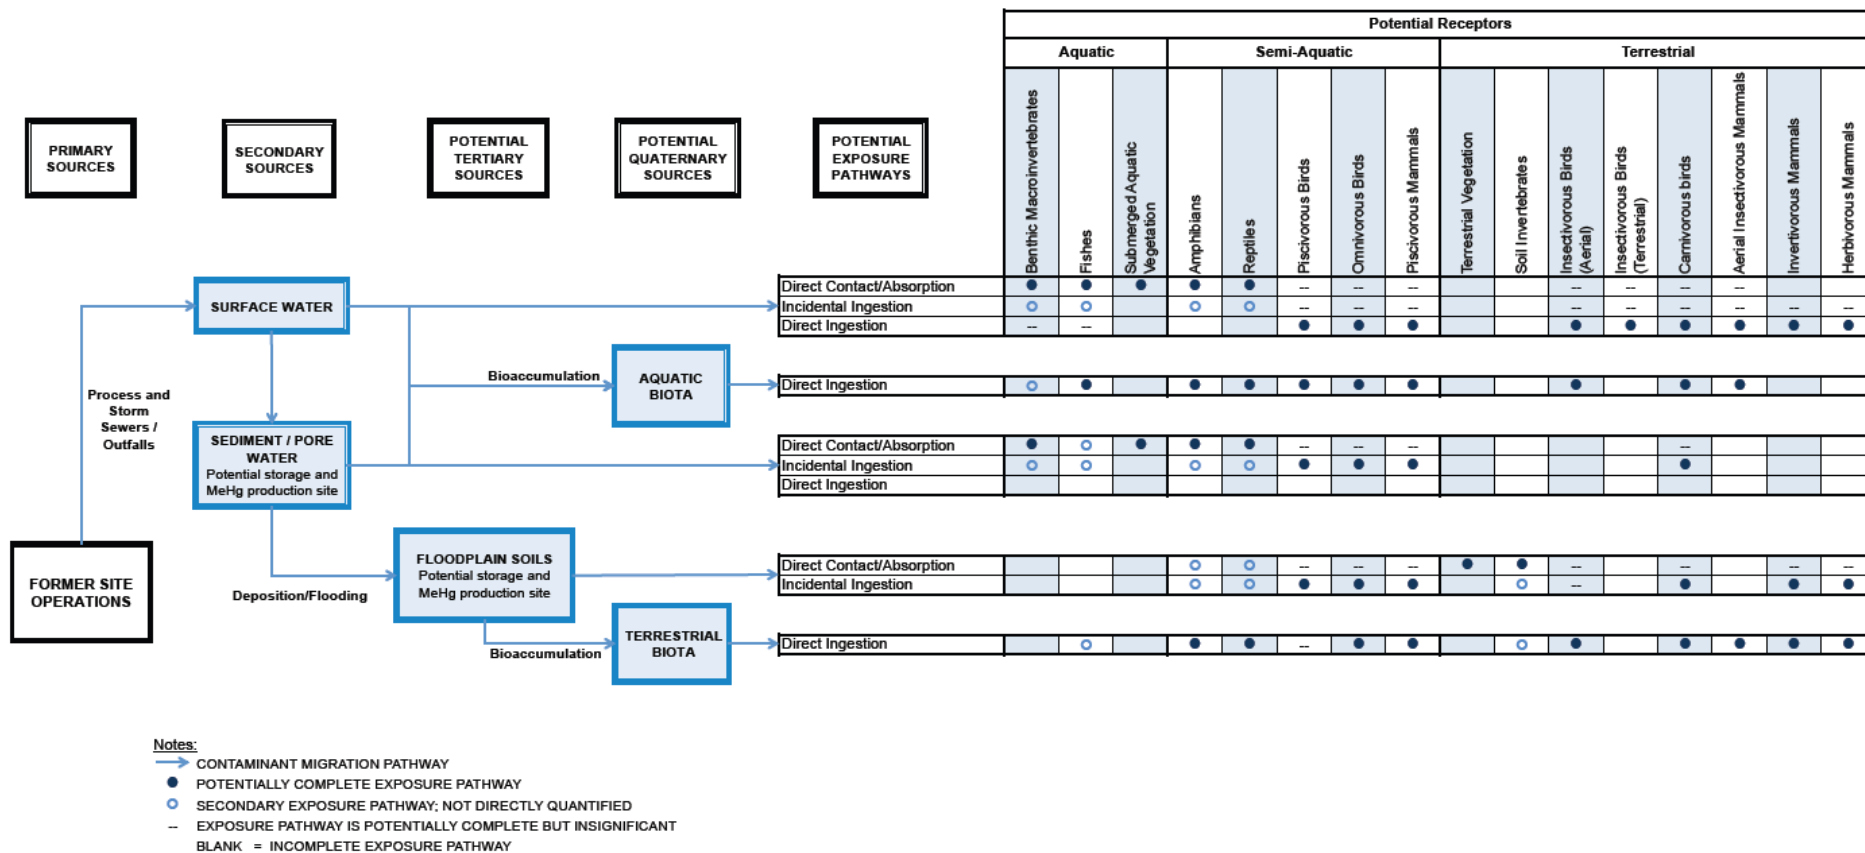 Potential Receptors
Aquatic
Semi-Aquatic
Terrestrial
Benthic Macroinvertebrates
Fishes
Submerged Aquatic
Vegetation
Amphibians
Reptiles
Piscivorous Birds
Omnivorous Birds
Piscivorous Mammals
Terrestrial Vegetation
Soil Invertebrates
Insectivorous Birds
(Aerial)
Insectivorous Birds
(Terrestrial)
Carnivorous birds
Aerial Insectivorous Mammals
Invertivorous Mammals
Herbivorous Mammals
PRIMARY
SOURCES
SECONDARY
SOURCES
POTENTIAL
TERTIARY
SOURCES
POTENTIAL
QUATERNARY
SOURCES
POTENTIAL
EXPOSURE
PATHWAYS
SURFACE WATER
Direct Contact/Absorption ● ● ● ● ● -- -- -- -- -- -- --
Incidental Ingestion ○ ○ ○ ○ -- -- -- -- -- -- -- -- --
Direct Ingestion -- -- ● ● ● ● ● ● ● ● ●
Bioaccumulation
AQUATIC
BIOTA
Direct Ingestion ○ ● ● ● ● ● ● ● ● ●
Process and
Storm
Sewers /
Outfalls
SEDIMENT / PORE
WATER
Potential storage and
MeHg production site
Direct Contact/Absorption ● ○ ● ● ● -- -- -- --
Incidental Ingestion ○ ○ ○ ○ ● ● ● ●
Direct Ingestion
FORMER SITE
OPERATIONS
Deposition/Flooding
FLOODPLAIN SOILS
Potential storage and
MeHg production site
Direct Contact/Absorption ○ ○ -- -- -- ● ● -- -- -- --
Incidental Ingestion ○ ○ ● ● ● ○ -- ● ● ●
Bioaccumulation
TERRESTRIAL
BIOTA
Direct Ingestion ○ ● ● -- ● ● ○ ● ● ● ● ●
Notes:
CONTAMINANT MIGRATION PATHWAY
● POTENTIALLY COMPLETE EXPOSURE PATHWAY
○ SECONDARY EXPOSURE PATHWAY; NOT DIRECTLY QUANTIFIED
-- EXPOSURE PATHWAY IS POTENTIALLY COMPLETE BUT INSIGNIFICANT
BLANK = INCOMPLETE EXPOSURE PATHWAY